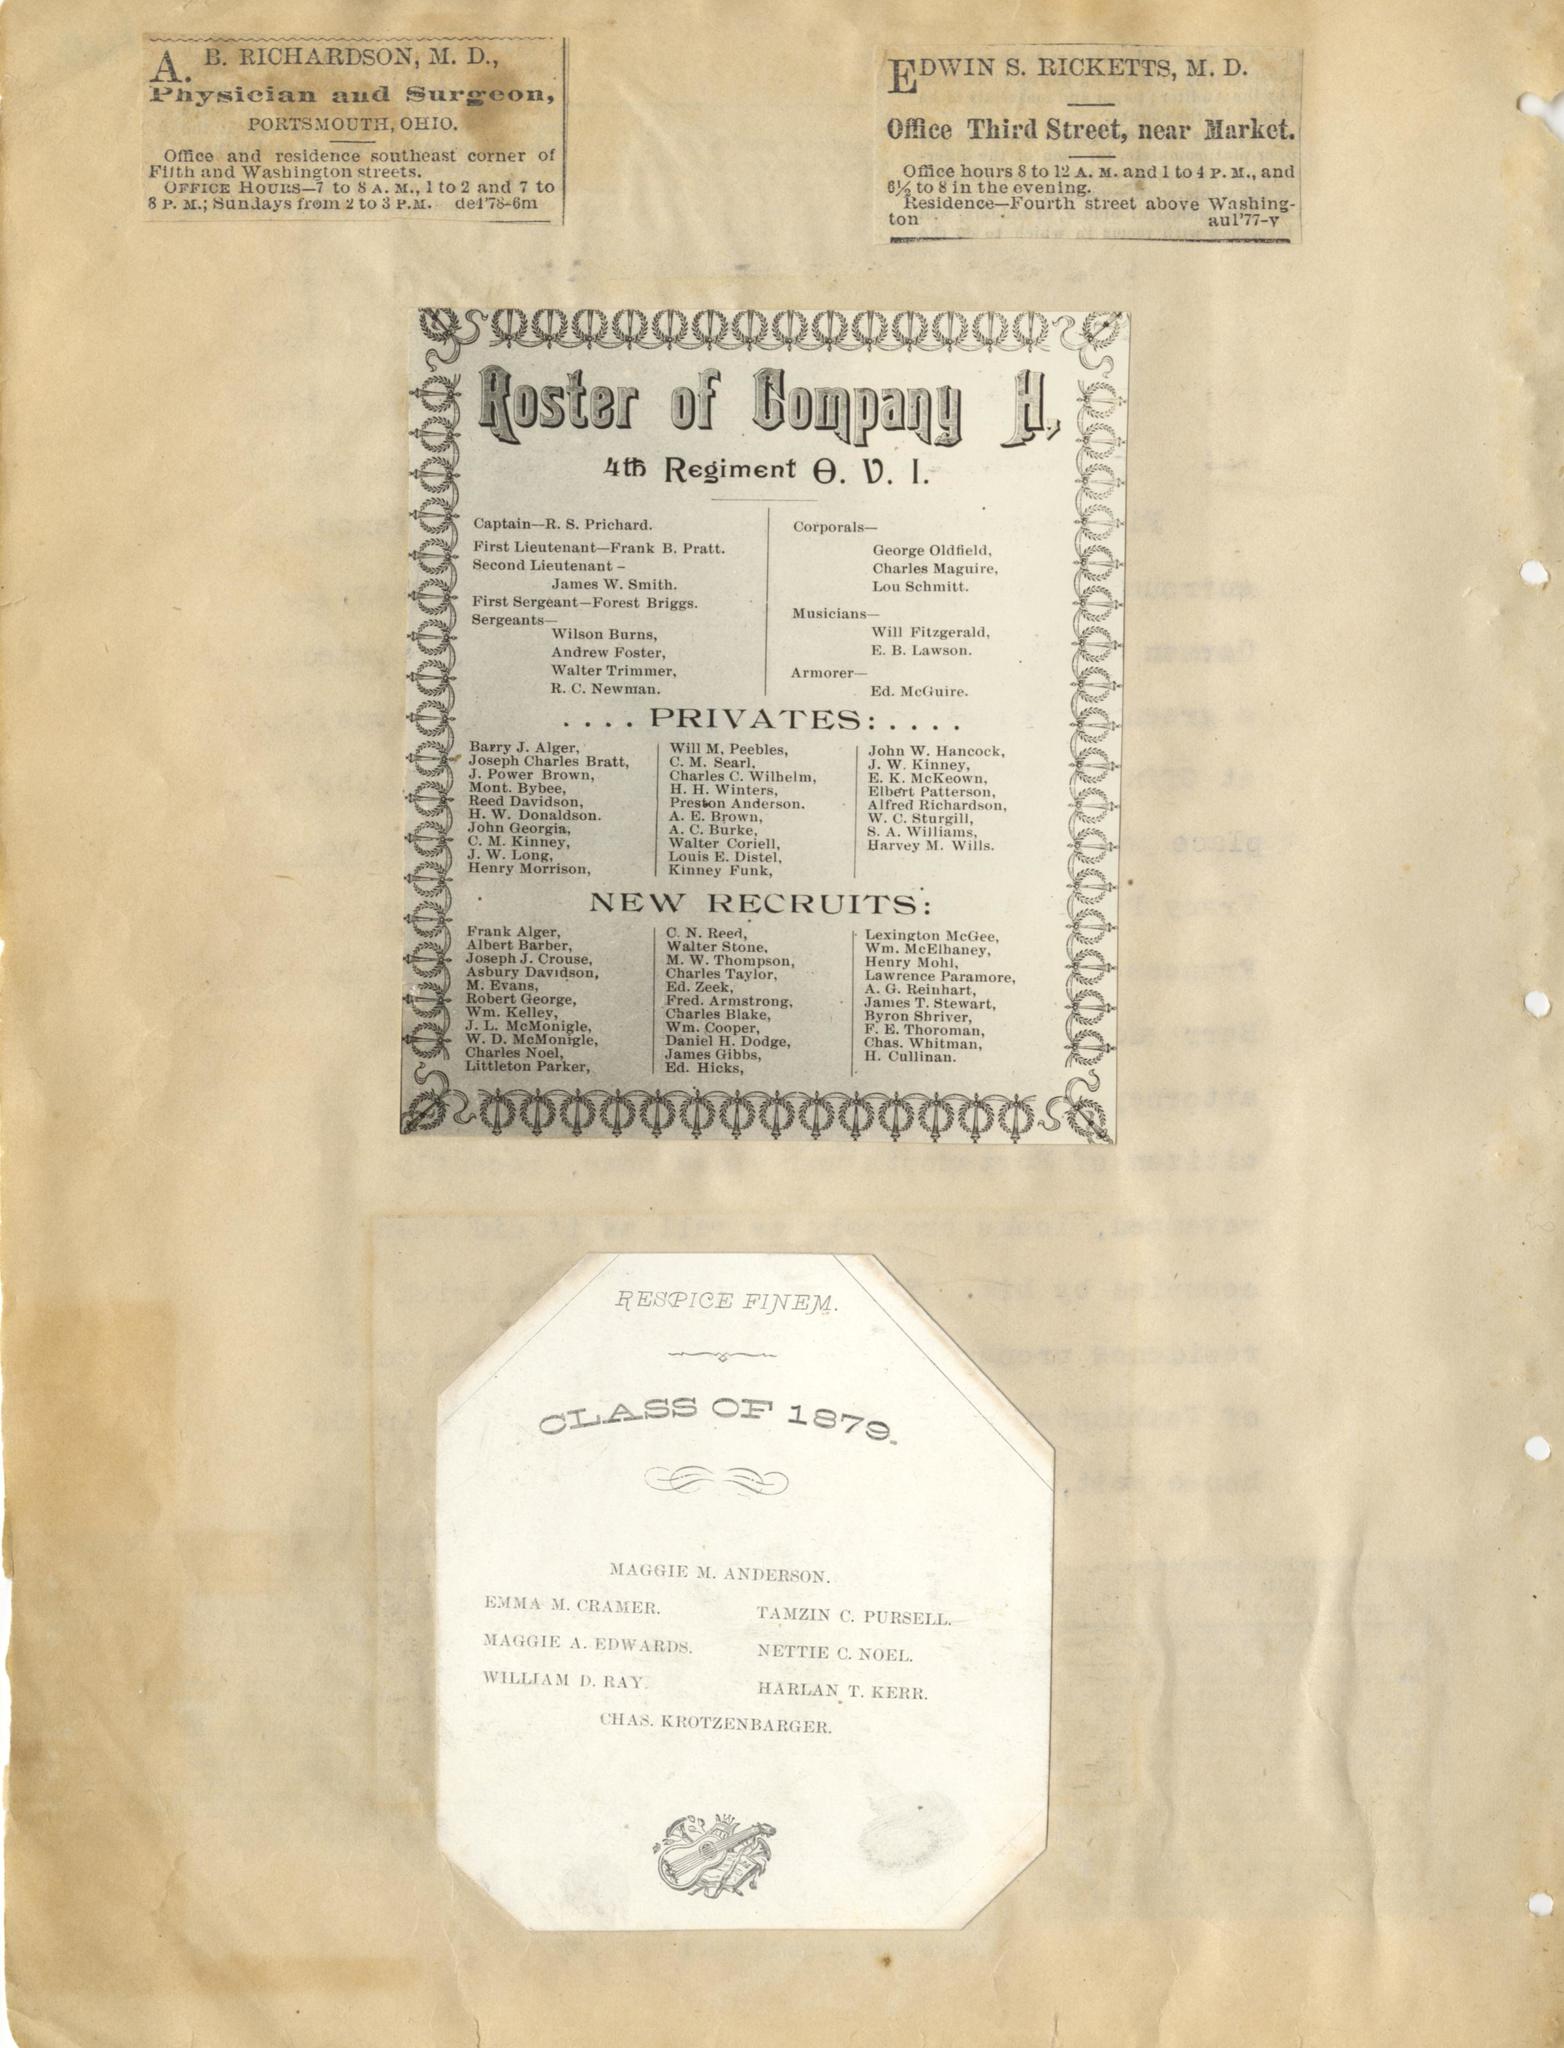 A. B. RICHARDSON, M. D.,
Physician and Surgeon,
PORTSMOUTH, OHIO.
Office and residence southeast corner of
Fifth and Washington streets.
OFFICE HOURS—7 to 8 A. M., 1 to 2 and 7 to
8 P. M.; Sundays from 2 to 3 P.M. de4'78-6m
EDWIN S. RICKETTS, M. D.
Office Third Street, near Market.
Office hours 8 to 12 A. M. and 1 to 4 P. M., and
6½ to 8 in the evening.
Residence—Fourth street above Washing-
ton au1'77-y
Roster of Company H,
4th Regiment O. V. I.
Captain—R. S. Prichard.
First Lieutenant—Frank B. Pratt.
Second Lieutenant –
James W. Smith.
First Sergeant—Forest Briggs.
Sergeants—
Wilson Burns,
Andrew Foster,
Walter Trimmer,
R. C. Newman.
Corporals—
George Oldfield,
Charles Maguire,
Lou Schmitt.
Musicians—
Will Fitzgerald,
E. B. Lawson.
Armorer—
Ed. McGuire.
. . . . PRIVATES: . . . .
Barry J. Alger,
Joseph Charles Bratt,
J. Power Brown,
Mont. Bybee,
Reed Davidson,
H. W. Donaldson.
John Georgia,
C. M. Kinney,
J. W. Long,
Henry Morrison,
Will M. Peebles,
C. M. Searl,
Charles C. Wilhelm,
H. H. Winters,
Preston Anderson.
A. E. Brown,
A. C. Burke,
Walter Coriell,
Louis E. Distel,
Kinney Funk,
John W. Hancock,
J. W. Kinney,
E. K. McKeown,
Elbert Patterson,
Alfred Richardson,
W. C. Sturgill,
S. A. Williams,
Harvey M. Wills.
NEW RECRUITS:
Frank Alger,
Albert Barber,
Joseph J. Crouse,
Asbury Davidson,
M. Evans,
Robert George,
Wm. Kelley,
J. L. McMonigle,
W. D. McMonigle,
Charles Noel,
Littleton Parker,
C. N. Reed,
Walter Stone,
M. W. Thompson,
Charles Taylor,
Ed. Zeek,
Fred. Armstrong,
Charles Blake,
Wm. Cooper,
Daniel H. Dodge,
James Gibbs,
Ed. Hicks,
Lexington McGee,
Wm. McElhaney,
Henry Mohl,
Lawrence Paramore,
A. G. Reinhart,
James T. Stewart,
Byron Shriver,
F. E. Thoroman,
Chas. Whitman,
H. Cullinan.
RESPICE FINEM.
CLASS OF 1879.
MAGGIE M. ANDERSON.
EMMA M. CRAMER. TAMZIN C. PURSELL.
MAGGIE A. EDWARDS. NETTIE C. NOEL.
WILLIAM D. RAY. HARLAN T. KERR.
CHAS. KROTZENBARGER.